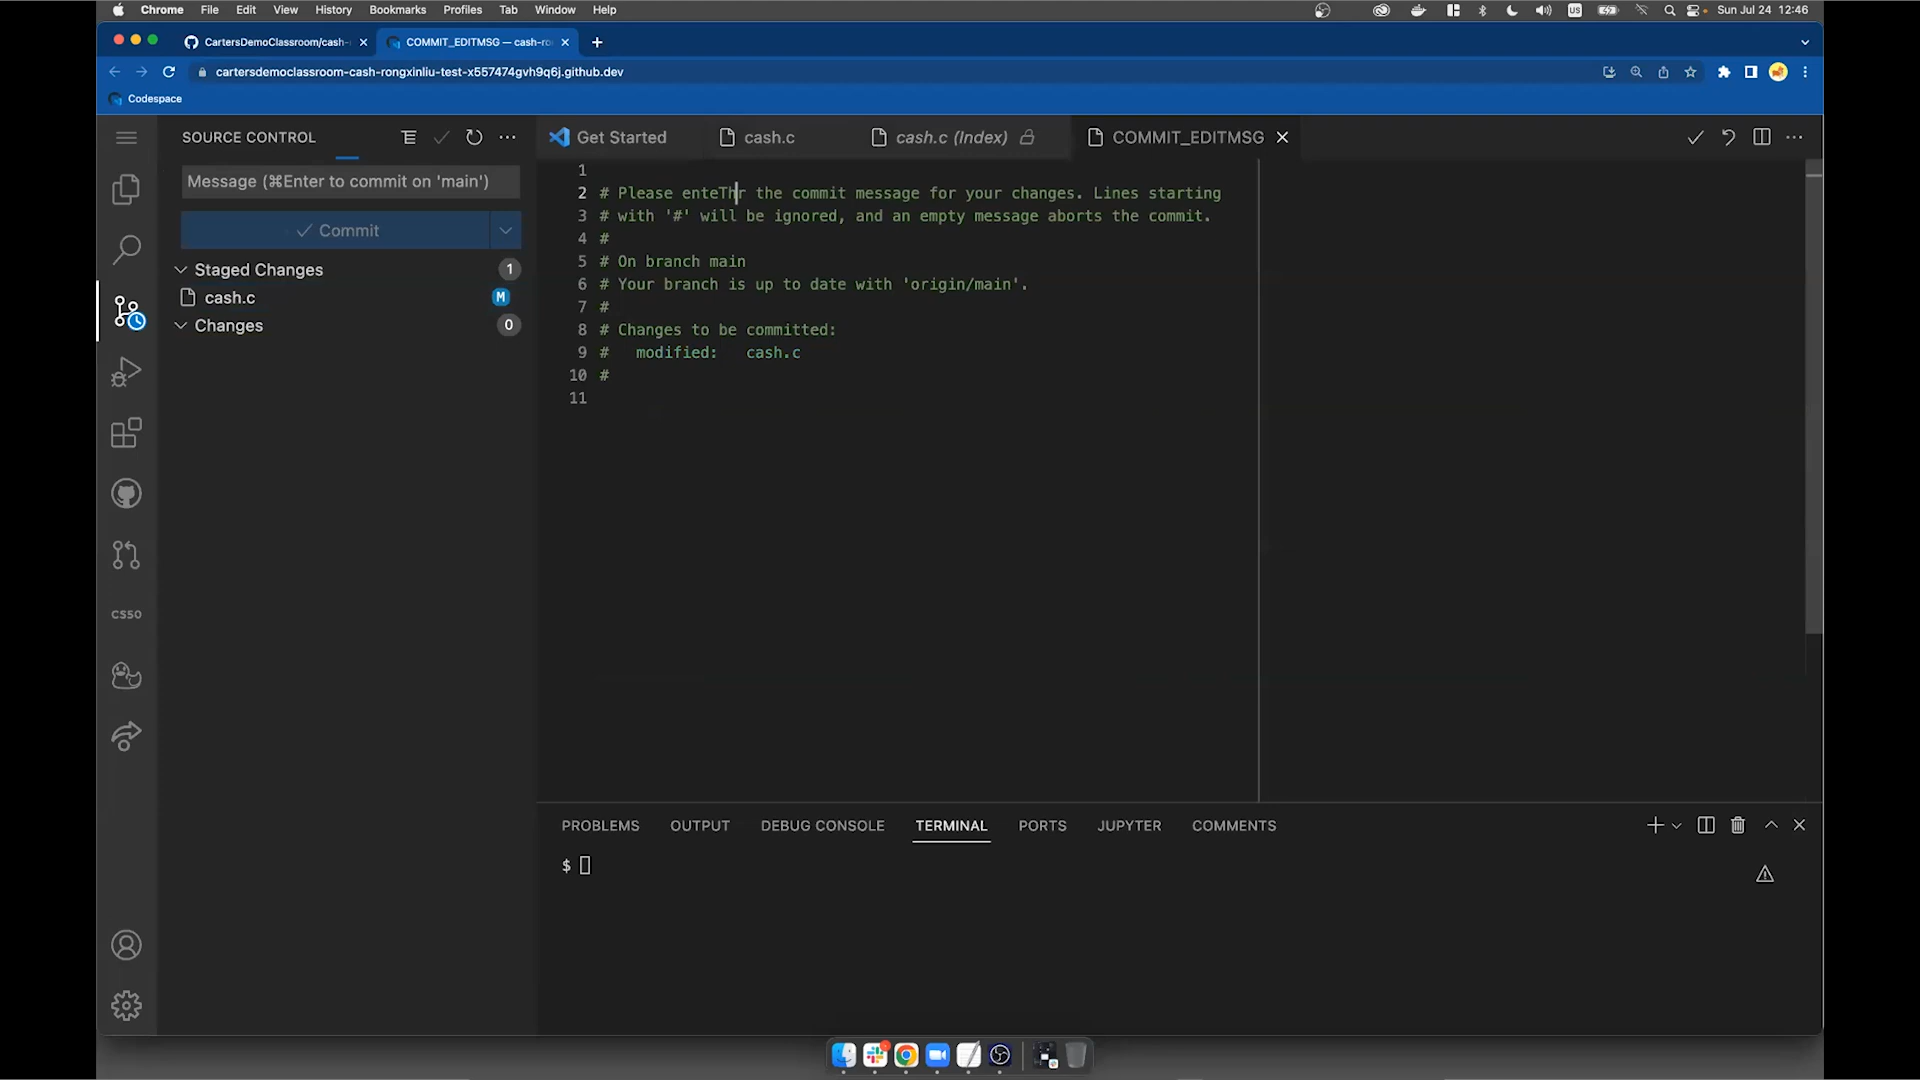 Chrome File Edit View History Bookmarks Profiles Tab Window Help US Sun Jul 24 12:46
CartersDemoClassroom/cash- COMMIT_EDITMSG — cash-ro
cartersdemoclassroom-cash-rongxinliu-test-x557474gvh9q6j.github.dev
Codespace
SOURCE CONTROL Get Started cash.c cash.c (Index) COMMIT_EDITMSG
Message (⌘Enter to commit on 'main')
Commit
Staged Changes 1
cash.c M
Changes 0
CS50
1
2 # Please enteThr the commit message for your changes. Lines starting
3 # with '#' will be ignored, and an empty message aborts the commit.
4 #
5 # On branch main
6 # Your branch is up to date with 'origin/main'.
7 #
8 # Changes to be committed:
9 # modified: cash.c
10 #
11
PROBLEMS OUTPUT DEBUG CONSOLE TERMINAL PORTS JUPYTER COMMENTS
$